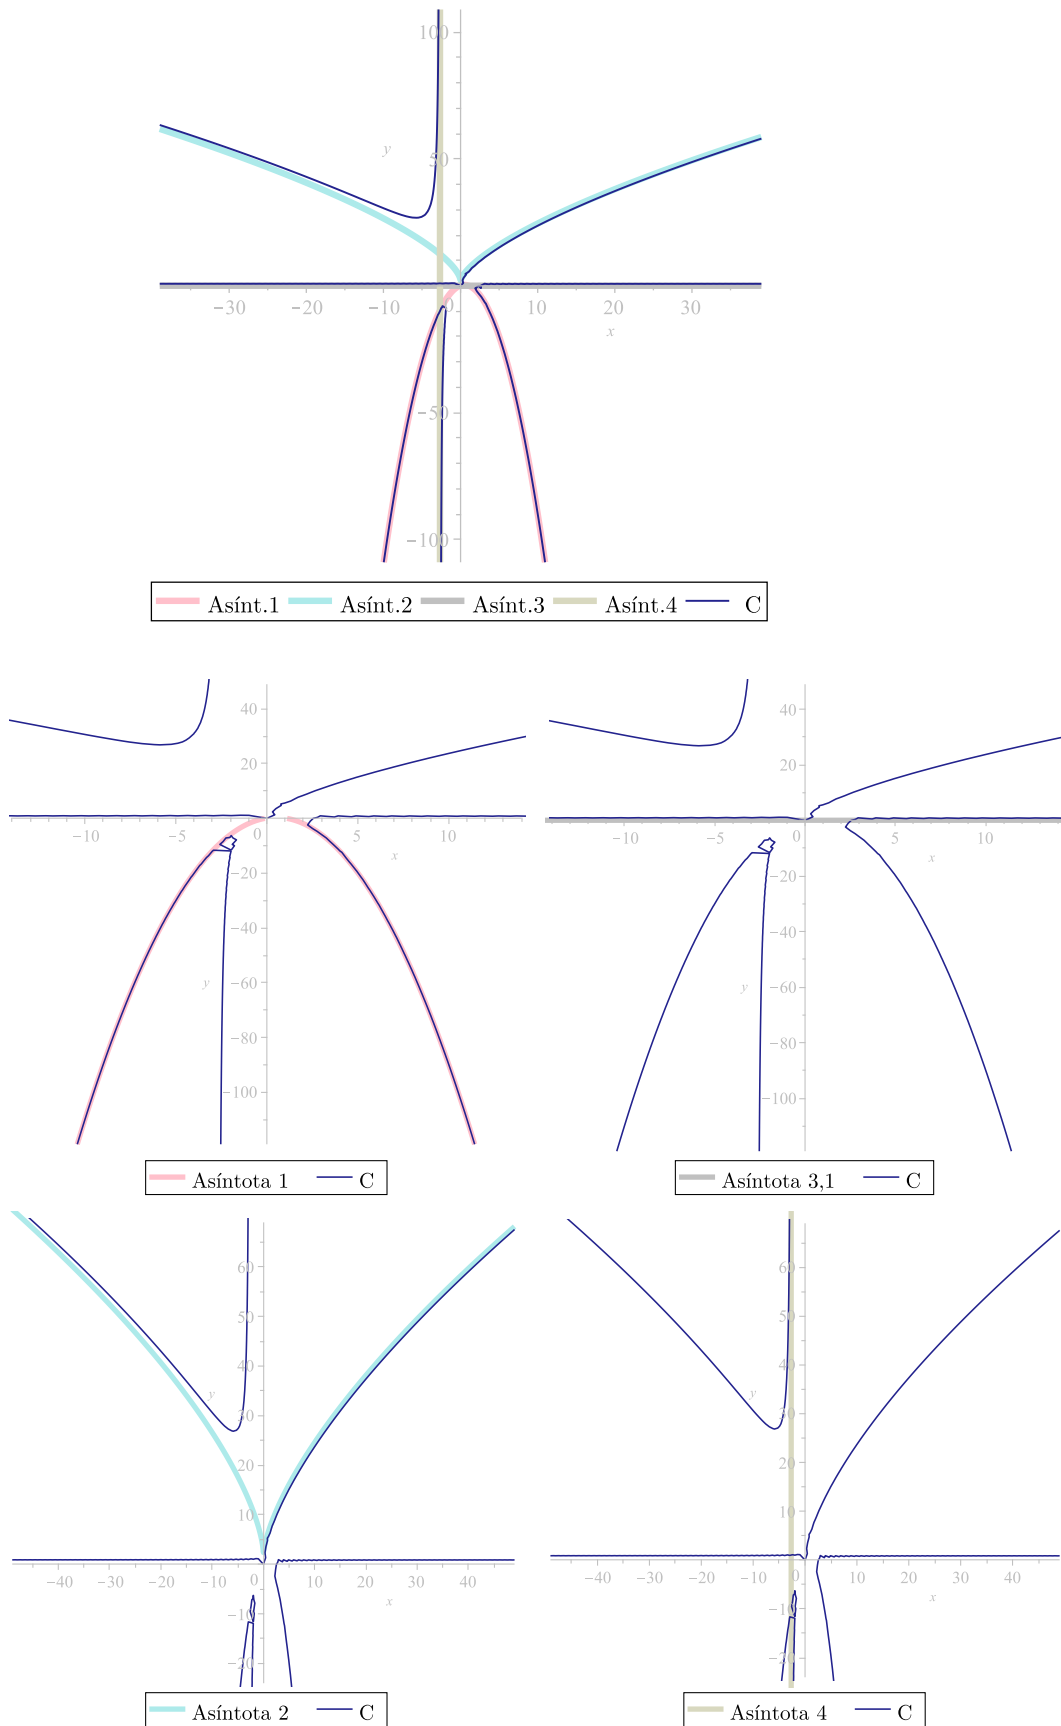 100
y
50
−30 −20 −10 0 10 20 30
x
−50
−100
Asínt.1 Asínt.2 Asínt.3 Asínt.4 C
40
20
−10 −5 0 5 10
x
−20
−40
y −60
−80
−100
Asíntota 1 C
40
20
−10 −5 0 5 10
x
−20
−40
y −60
−80
−100
Asíntota 3,1 C
60
50
40
y
30
20
10
−40 −30 −20 −10 0 10 20 30 40
x
−10
−20
Asíntota 2 C
60
50
40
y
30
20
10
−40 −30 −20 −10 0 10 20 30 40
x
−10
−20
Asíntota 4 C